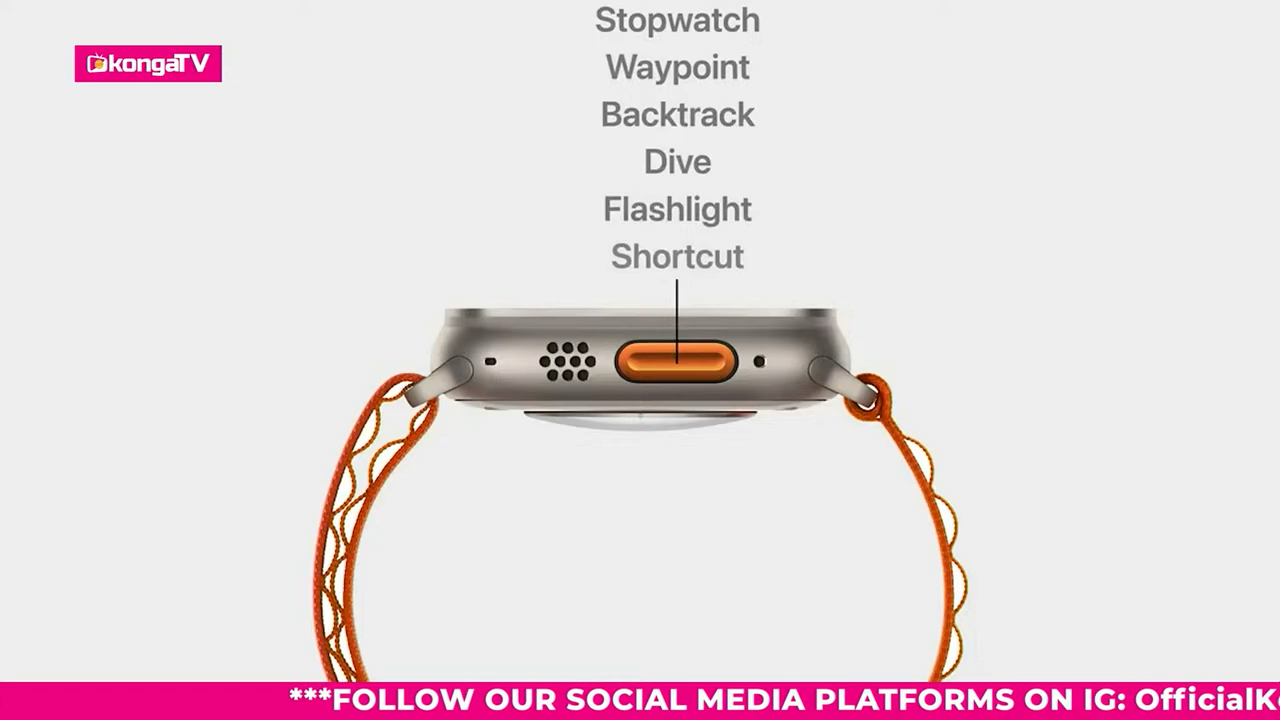 kongaTV
Stopwatch
Waypoint
Backtrack
Dive
Flashlight
Shortcut
***FOLLOW OUR SOCIAL MEDIA PLATFORMS ON IG: OfficialK